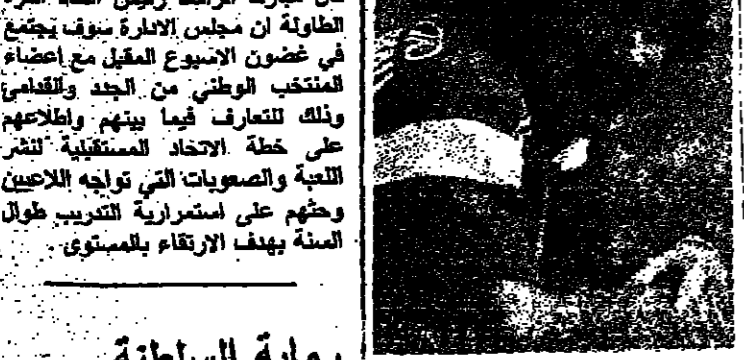 الطاولة ان مجلس الادارة سوف يجتمع
في غضون الاسبوع المقبل مع اعضاء
المنتخب الوطني من الجدد والقدامى
وذلك للتعارف فيما بينهم واطلاعهم
على خطة الاتحاد المستقبلية لنشر
اللعبة والصعوبات التي تواجه اللاعبين
وحثهم على استمرارية التدريب طوال
السنة بهدف الارتقاء بالمستوى .
رماية السلطنة